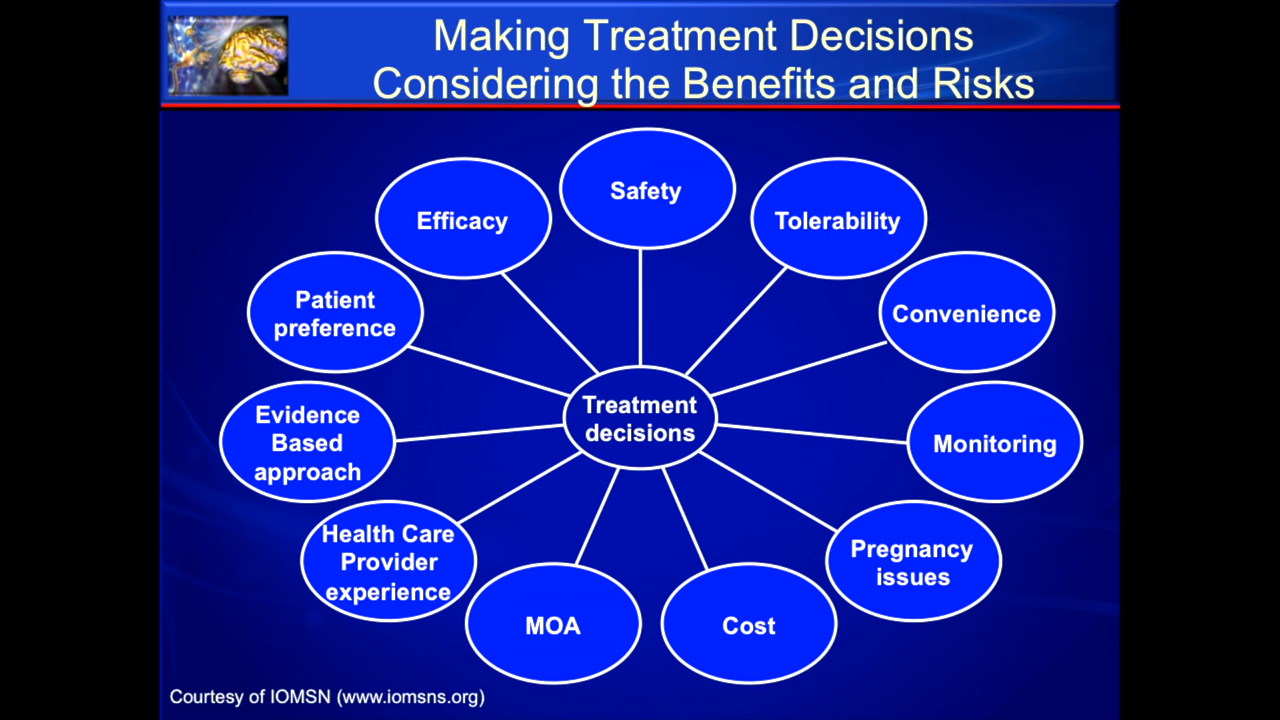 Making Treatment Decisions
Considering the Benefits and Risks
Safety
Efficacy
Tolerability
Patient
preference
Convenience
Treatment
decisions
Evidence
Based
approach
Monitoring
Health Care
Provider
experience
Pregnancy
issues
MOA
Cost
Courtesy of IOMSN (www.iomsns.org)